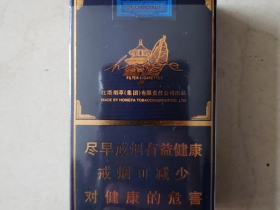 FILTER CIGARETTES
红塔烟草(集团)有限责任公司出品
MADE BY HONGTA TOBACCO(GROUP)CO.,LTD
尽早戒烟有益健康
戒烟可减少
对健康的危害